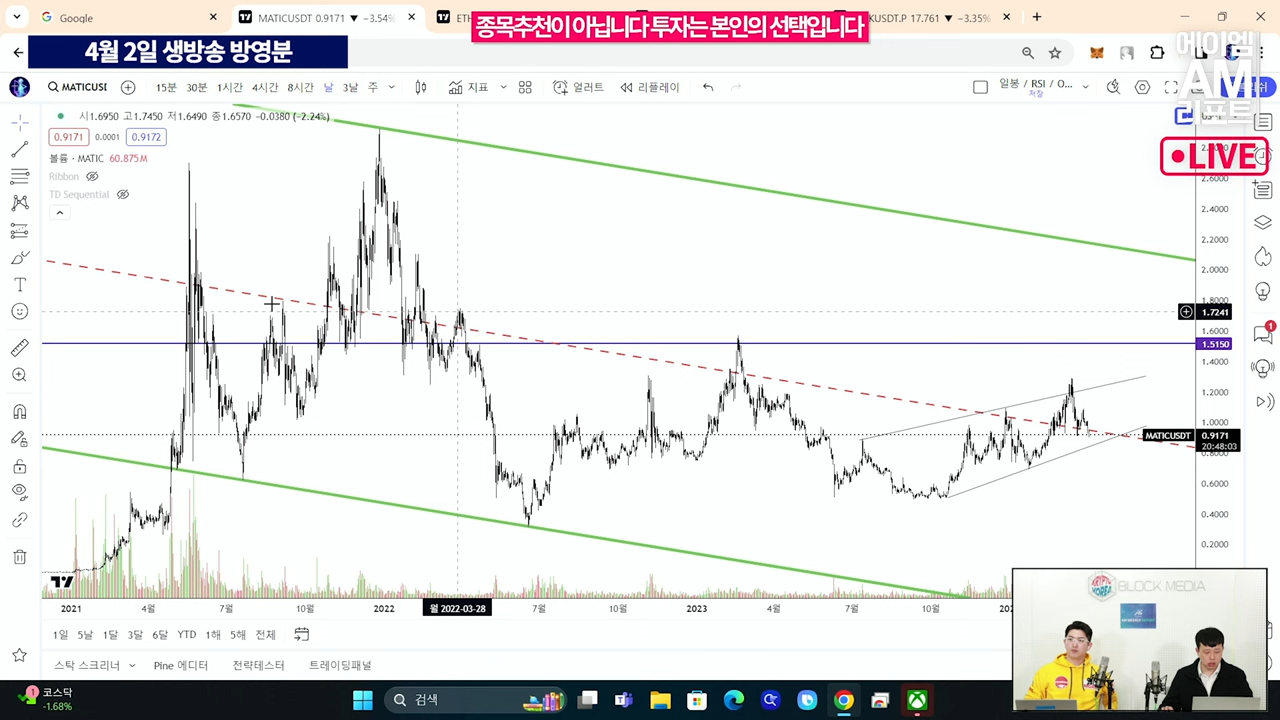 Google
MATICUSDT 0.9171 ▼ −3.54%
KUSDT.P 17.761 ▼ −3.35%
종목추천이 아닙니다 투자는 본인의 선택입니다
4월 2일 생방송 방영분
에이엠
AM
리포트
LIVE
MATICUSI
15분 30분 1시간 4시간 8시간 날 3날 주
지표
얼러트
리플레이
일봉 / RSI / O...
저장
시1.6950 고1.7450 저1.6490 종1.6570 −0.0380 (−2.24%)
0.9171 0.0001 0.9172
볼륨 · MATIC 60.875M
Ribbon
TD Sequential
2.6000
2.4000
2.2000
2.0000
1.8000
1.7241
1.6000
1.5150
1.4000
1.2000
1.0000
MATICUSDT 0.9171
20:48:03
0.8000
0.6000
0.4000
0.2000
2021 4월 7월 10월 2022 월 2022-03-28 7월 10월 2023 4월 7월 10월
1일 5날 1달 3달 6달 YTD 1해 5해 전체
스탁 스크리너 Pine 에디터 전략테스터 트레이딩패널
BLOCK MEDIA
1
코스닥
-1.68%
검색